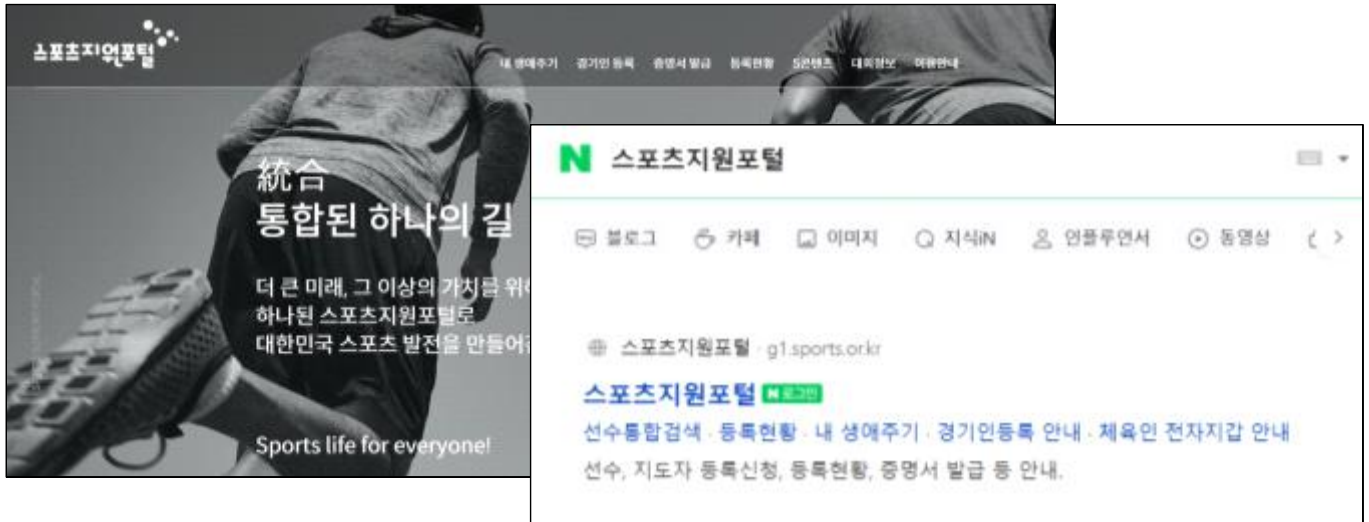 스포츠지원포털
내 생애주기 경기인 등록 증명서 발급 등록현황 S콘텐츠 대회정보 이용안내
統合
통합된 하나의 길
더 큰 미래, 그 이상의 가치를 위해
하나된 스포츠지원포털로
대한민국 스포츠 발전을 만들어
Sports life for everyone!
N 스포츠지원포털
블로그 카페 이미지 지식iN 인플루언서 동영상
스포츠지원포털 · g1.sports.or.kr
스포츠지원포털 N 로그인
선수통합검색 · 등록현황 · 내 생애주기 · 경기인등록 안내 · 체육인 전자지갑 안내
선수, 지도자 등록신청, 등록현황, 증명서 발급 등 안내.